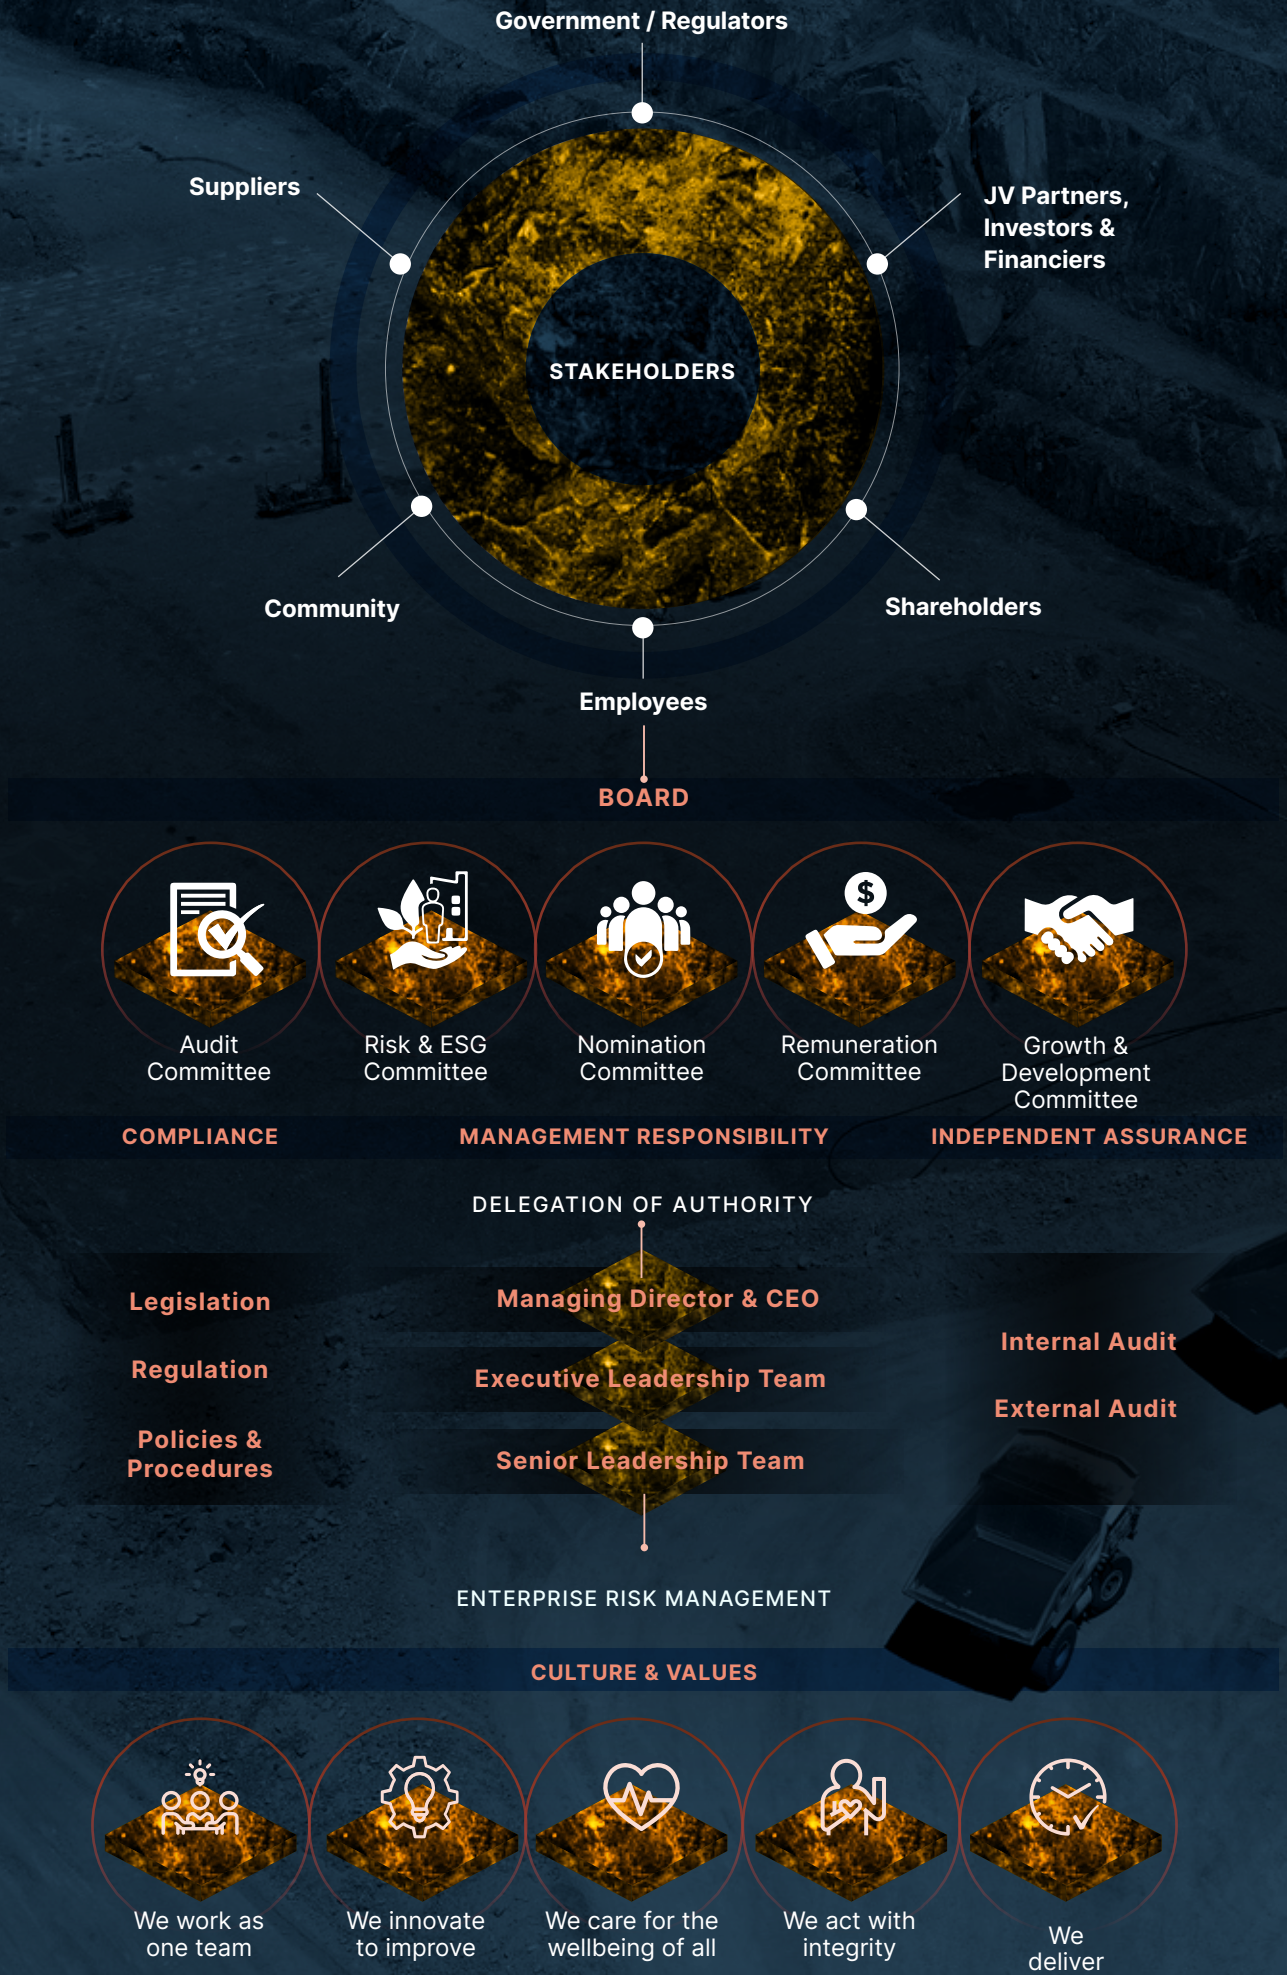 Government / Regulators
Suppliers
JV Partners,
Investors &
Financiers
STAKEHOLDERS
Community
Shareholders
Employees
BOARD
$
Audit
Committee
Risk & ESG
Committee
Nomination
Committee
Remuneration
Committee
Growth &
Development
Committee
COMPLIANCE
MANAGEMENT RESPONSIBILITY
INDEPENDENT ASSURANCE
DELEGATION OF AUTHORITY
Legislation
Regulation
Policies &
Procedures
Managing Director & CEO
Executive Leadership Team
Senior Leadership Team
Internal Audit
External Audit
ENTERPRISE RISK MANAGEMENT
CULTURE & VALUES
We work as
one team
We innovate
to improve
We care for the
wellbeing of all
We act with
integrity
We
deliver